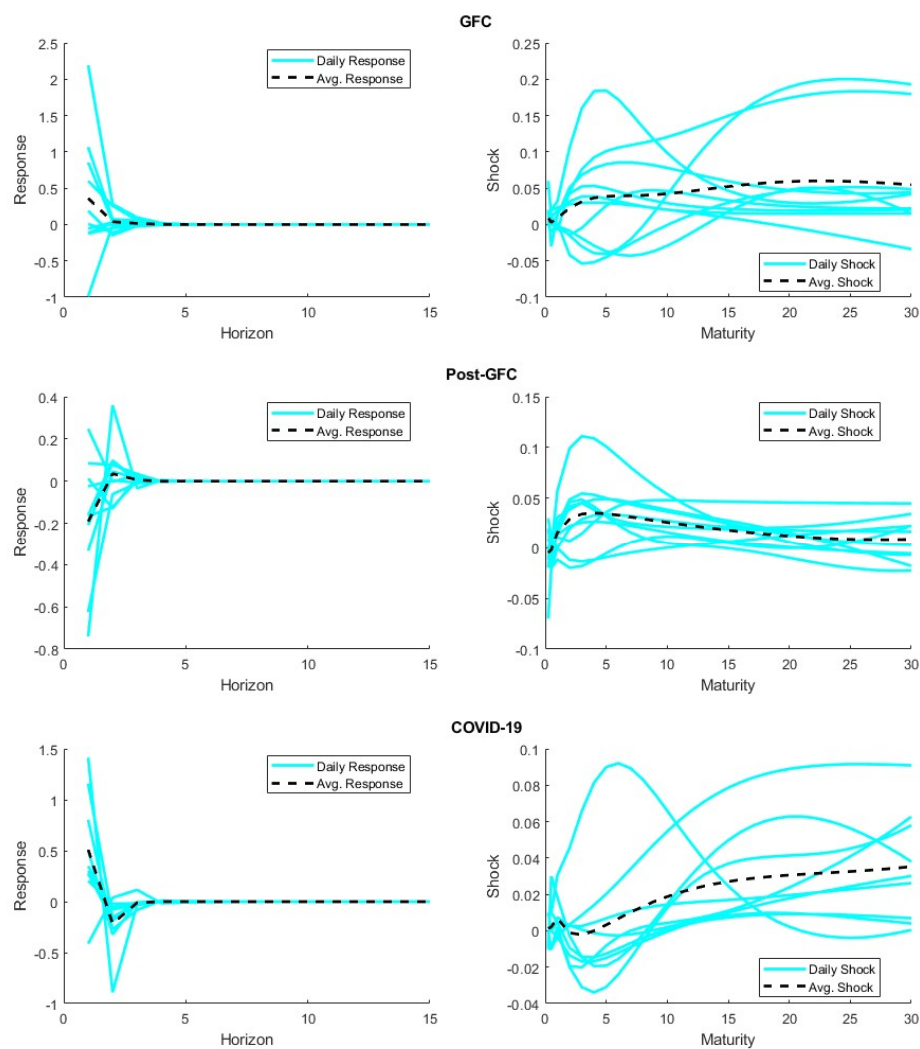 GFC
2.5
2
1.5
1
0.5
0
-0.5
-1
Response
0
5
10
15
Horizon
Daily Response
Avg. Response
0.25
0.2
0.15
0.1
0.05
0
-0.05
-0.1
Shock
0
5
10
15
20
25
30
Maturity
Daily Shock
Avg. Shock
Post-GFC
0.4
0.2
0
-0.2
-0.4
-0.6
-0.8
Response
0
5
10
15
Horizon
Daily Response
Avg. Response
0.15
0.1
0.05
0
-0.05
-0.1
Shock
0
5
10
15
20
25
30
Maturity
Daily Shock
Avg. Shock
COVID-19
1.5
1
0.5
0
-0.5
-1
Response
0
5
10
15
Horizon
Daily Response
Avg. Response
0.1
0.08
0.06
0.04
0.02
0
-0.02
-0.04
Shock
0
5
10
15
20
25
30
Maturity
Daily Shock
Avg. Shock